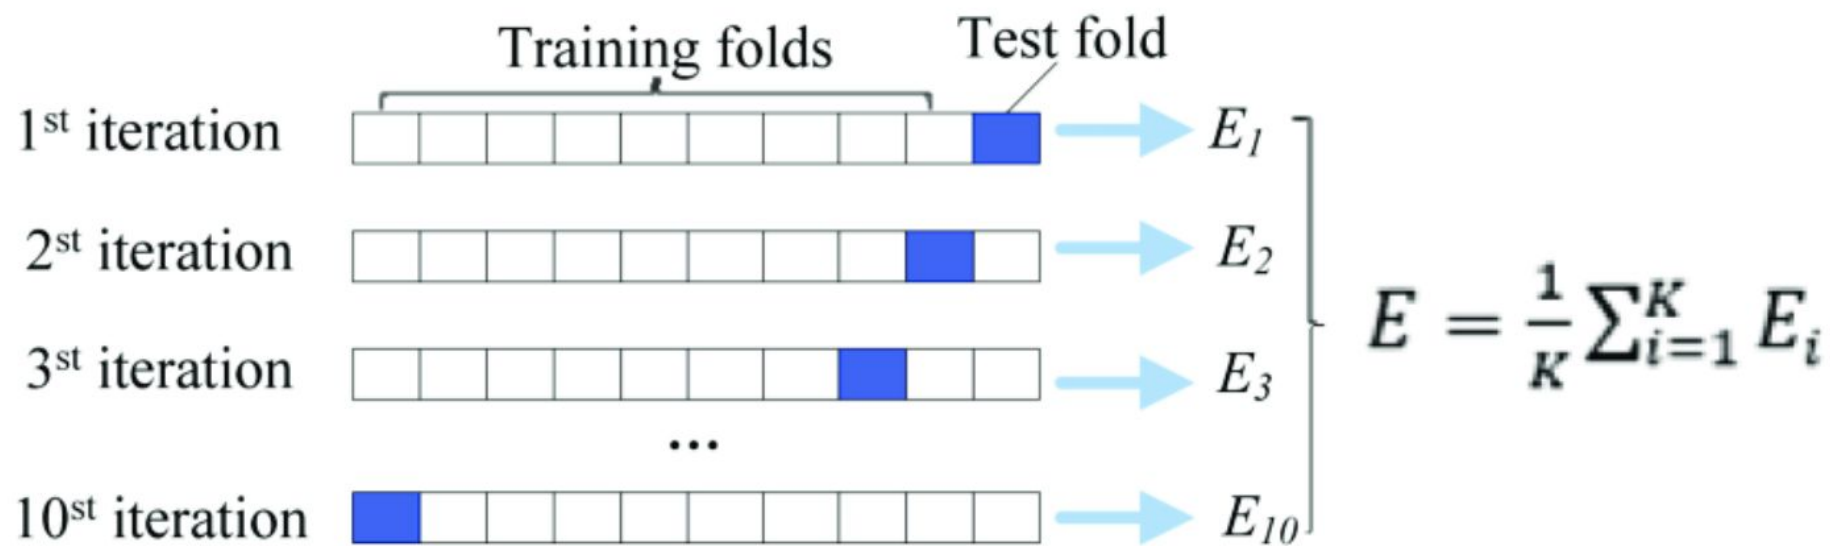 Training folds
Test fold
1st iteration
E1
2st iteration
E2
3st iteration
E3
...
10st iteration
E10
E = 1/K ∑_{i=1}^{K} E_i